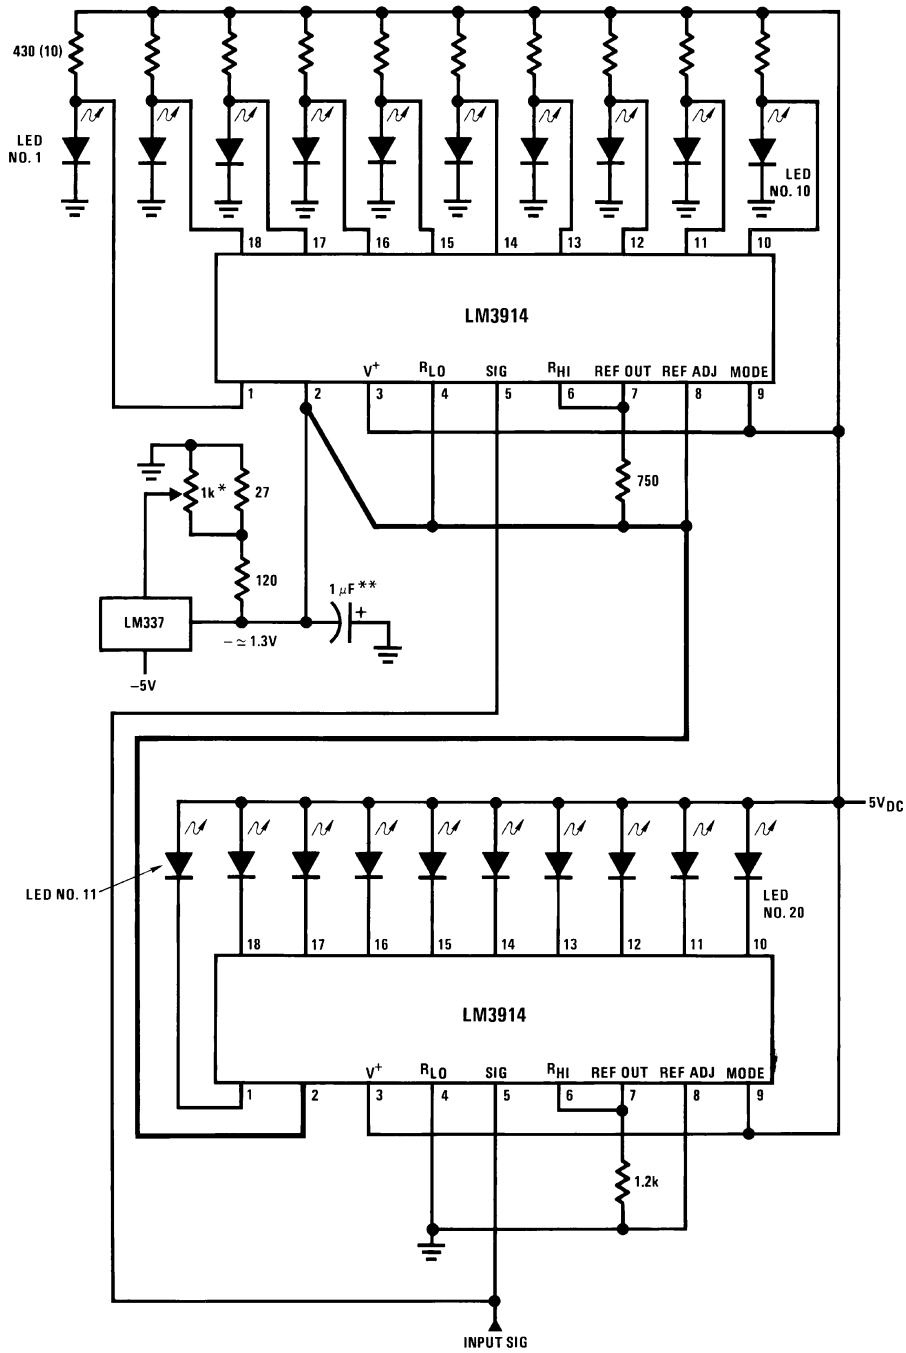 430 (10)
LED
NO. 1
LED
NO. 10
18 17 16 15 14 13 12 11 10
LM3914
V+ RLO SIG RHI REF OUT REF ADJ MODE
1 2 3 4 5 6 7 8 9
1k* 27
750
120
1 μF** +
LM337
− ≃ 1.3V
−5V
5VDC
LED NO. 11
LED
NO. 20
18 17 16 15 14 13 12 11 10
LM3914
V+ RLO SIG RHI REF OUT REF ADJ MODE
1 2 3 4 5 6 7 8 9
1.2k
INPUT SIG